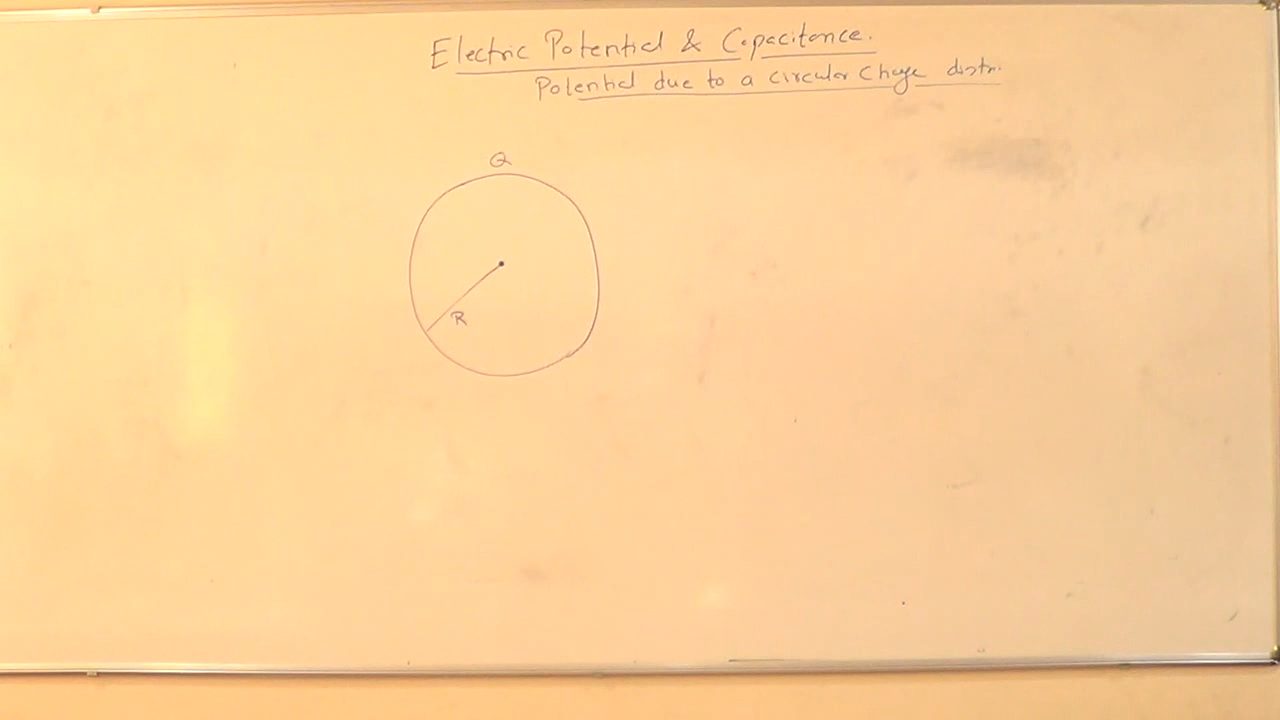 Electric Potential & Capacitance.
Potential due to a circular charge distr.
Q
R